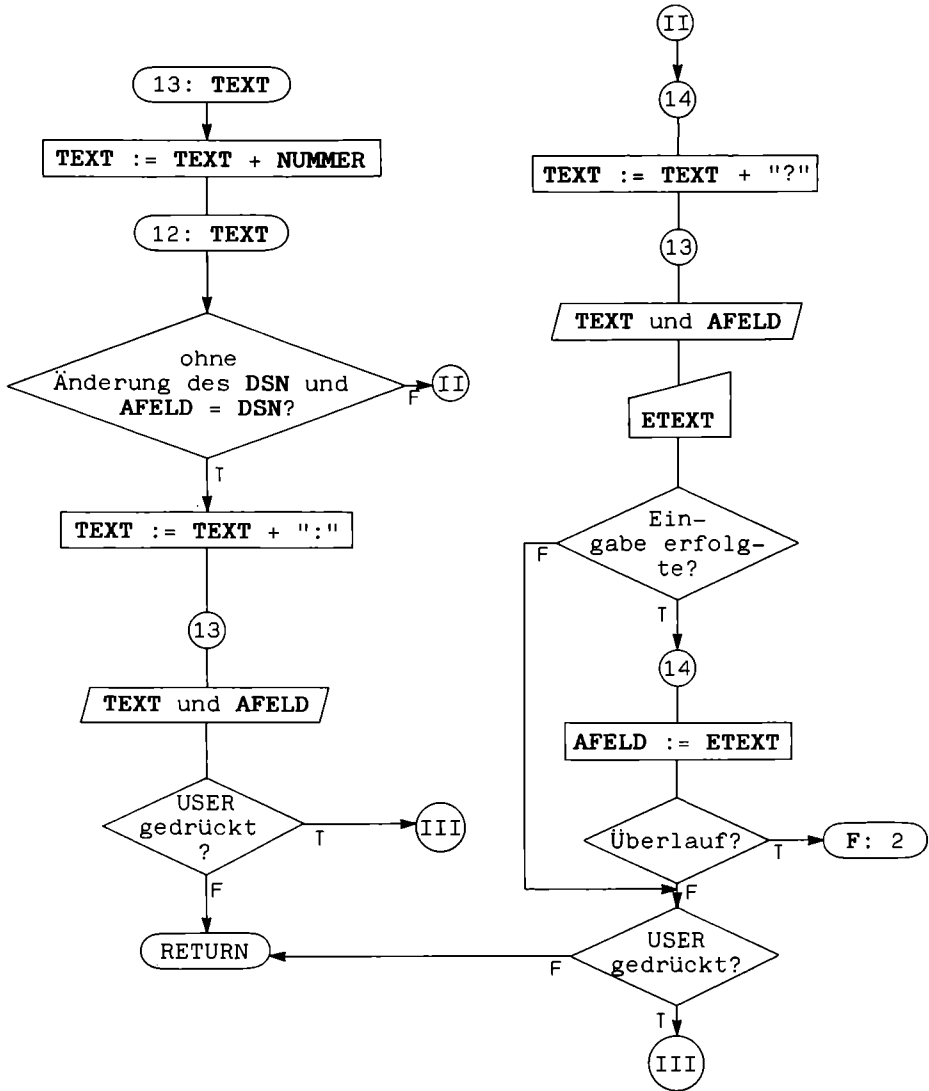 13: TEXT
TEXT := TEXT + NUMMER
12: TEXT
ohne
Änderung des DSN und
AFELD = DSN?
F
II
T
TEXT := TEXT + ":"
13
TEXT und AFELD
USER
gedrückt
?
T
III
F
RETURN
II
14
TEXT := TEXT + "?"
13
TEXT und AFELD
ETEXT
Ein-
gabe erfolg-
te?
F
T
14
AFELD := ETEXT
Überlauf?
T
F: 2
F
USER
gedrückt?
F
T
III